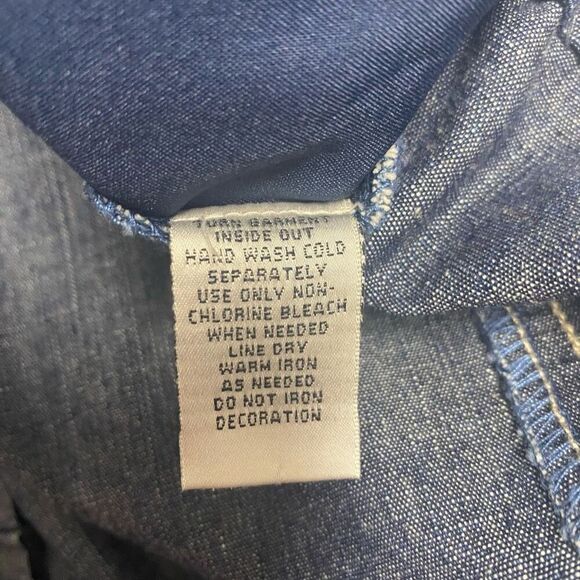 TURN GARMENT
INSIDE OUT
HAND WASH COLD
SEPARATELY
USE ONLY NON-
CHLORINE BLEACH
WHEN NEEDED
LINE DRY
WARM IRON
AS NEEDED
DO NOT IRON
DECORATION